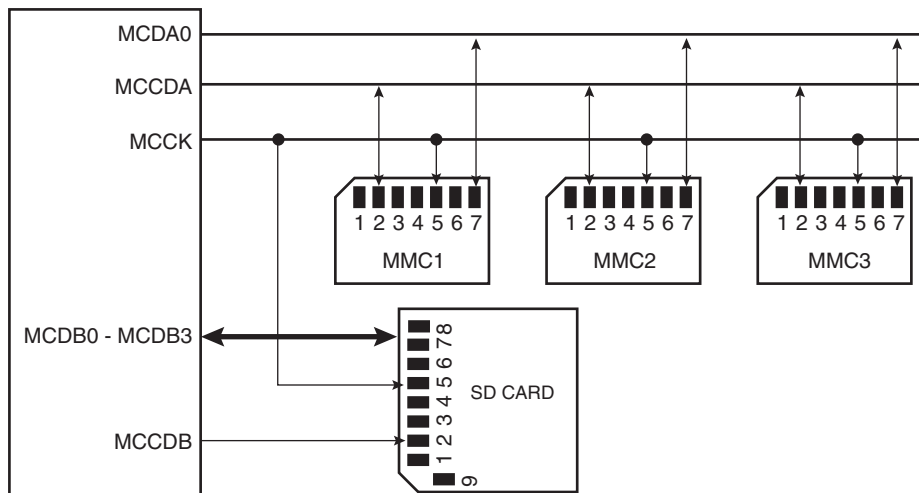 MCDA0
MCCDA
MCCK
1 2 3 4 5 6 7
MMC1
1 2 3 4 5 6 7
MMC2
1 2 3 4 5 6 7
MMC3
MCDB0 - MCDB3
1 2 3 4 5 6 7 8
SD CARD
MCCDB
9